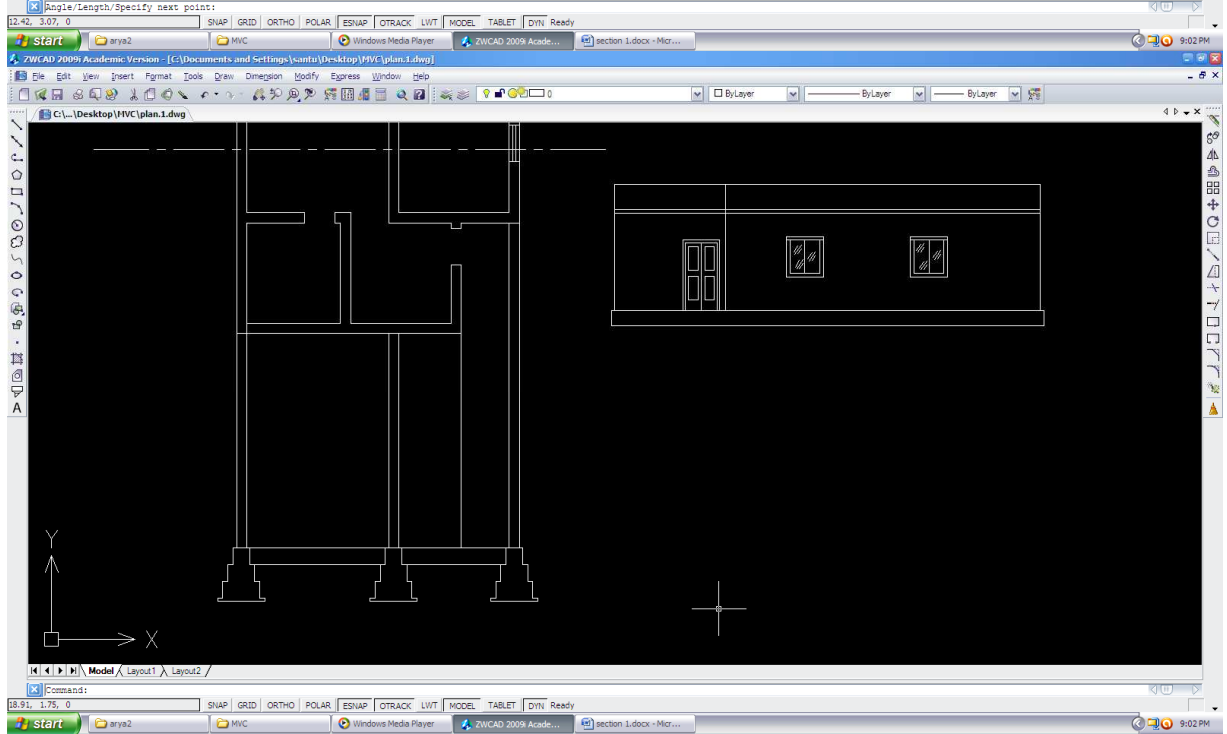 Angle/Length/Specify next point:
12.42, 3.07, 0 SNAP GRID ORTHO POLAR ESNAP OTRACK LWT MODEL TABLET DYN Ready
start arya2 MVC Windows Media Player ZWCAD 2009i Acade... section 1.docx - Micr... 9:02 PM
ZWCAD 2009i Academic Version - [C:\Documents and Settings\santu\Desktop\MVC\plan.1.dwg]
File Edit View Insert Format Tools Draw Dimension Modify Express Window Help
0 ByLayer ByLayer ByLayer
C:\...\Desktop\MVC\plan.1.dwg
A
Y
X
Model Layout1 Layout2
Command:
18.91, 1.75, 0 SNAP GRID ORTHO POLAR ESNAP OTRACK LWT MODEL TABLET DYN Ready
start arya2 MVC Windows Media Player ZWCAD 2009i Acade... section 1.docx - Micr... 9:02 PM